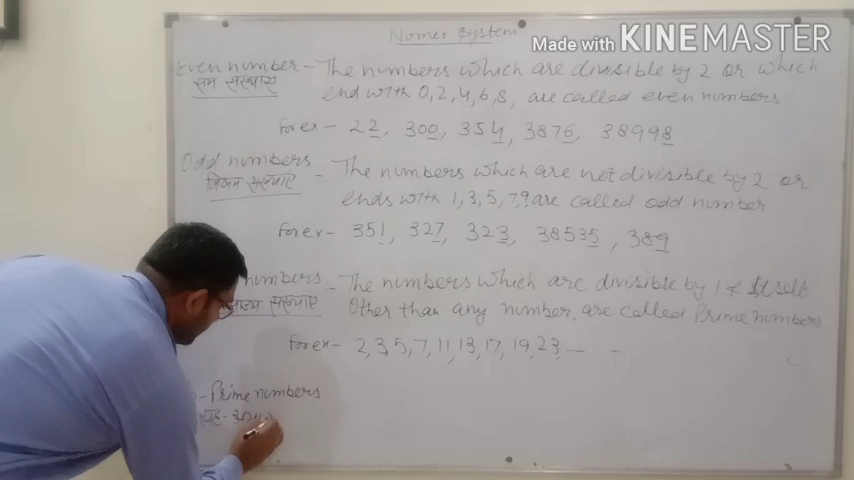 Nomer System
Made with KINEMASTER
Even number - The numbers which are divisible by 2 or which
सम संख्याए end with 0, 2, 4, 6, 8, are called even numbers
For ex - 22, 300, 354, 3876, 38998
Odd numbers - The numbers which are not divisible by 2 or
विषम संख्याए ends with 1, 3, 5, 7, 9 are called odd number
For ex - 351, 327, 323, 38535, 389
numbers - The numbers which are divisible by 1 & itself
संख्याए Other than any number, are called Prime numbers
For ex - 2, 3, 5, 7, 11, 13, 17, 19, 23 — -
- Prime numbers